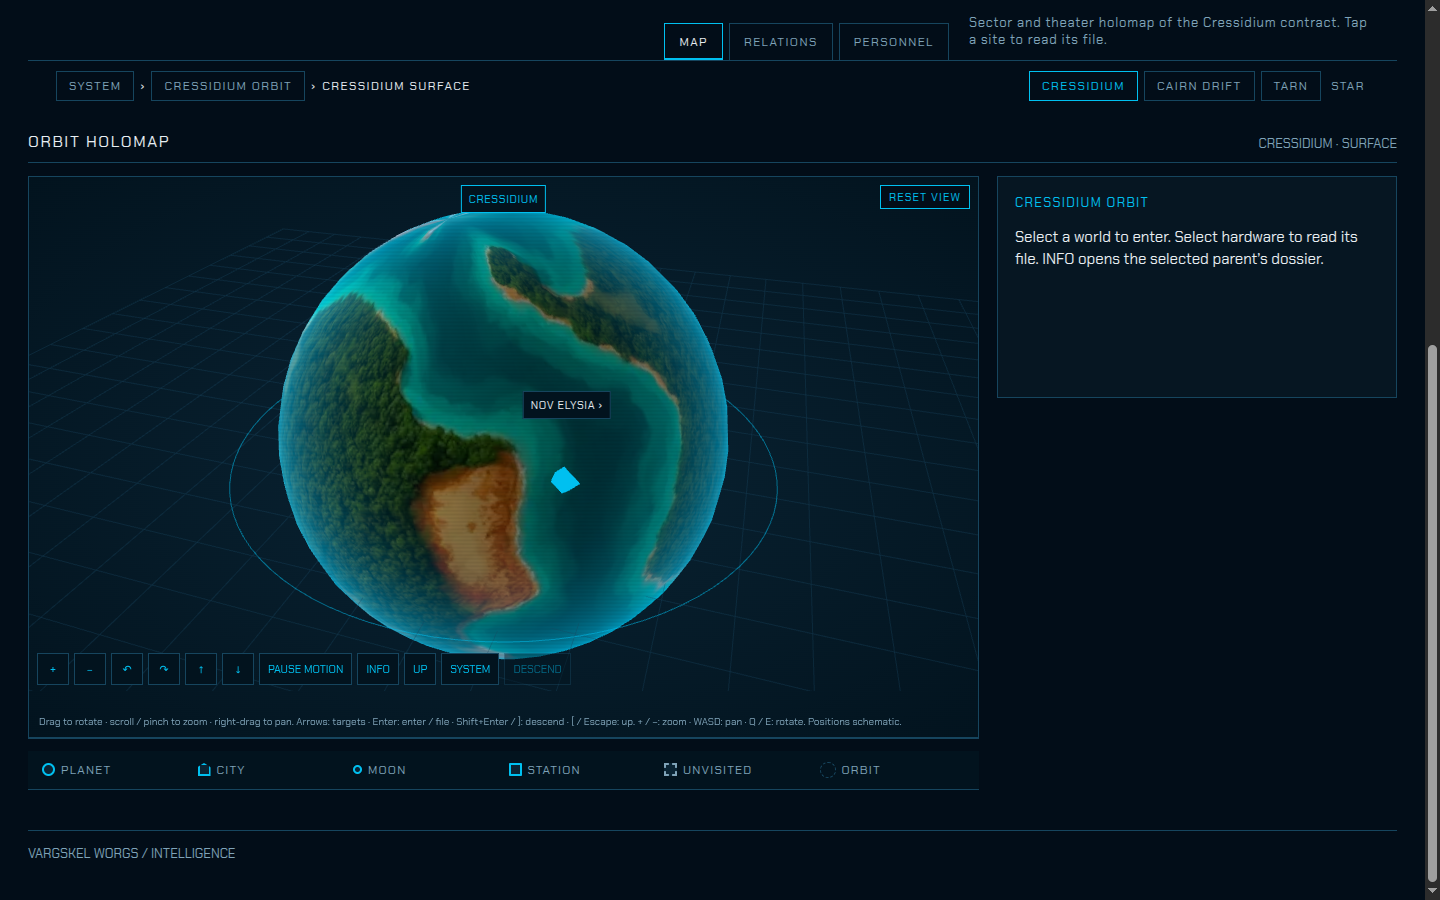 MAP
RELATIONS
PERSONNEL
Sector and theater holomap of the Cressidium contract. Tap
a site to read its file.
SYSTEM › CRESSIDIUM ORBIT › CRESSIDIUM SURFACE
CRESSIDIUM
CAIRN DRIFT
TARN
STAR
ORBIT HOLOMAP
CRESSIDIUM · SURFACE
CRESSIDIUM
RESET VIEW
NOV ELYSIA ›
+ − ↶ ↷ ↑ ↓ PAUSE MOTION INFO UP SYSTEM DESCEND
Drag to rotate · scroll / pinch to zoom · right-drag to pan. Arrows: targets · Enter: enter / file · Shift+Enter / ]: descend · [ / Escape: up. + / −: zoom · WASD: pan · Q / E: rotate. Positions schematic.
PLANET
CITY
MOON
STATION
UNVISITED
ORBIT
CRESSIDIUM ORBIT
Select a world to enter. Select hardware to read its
file. INFO opens the selected parent's dossier.
VARGSKEL WORGS / INTELLIGENCE